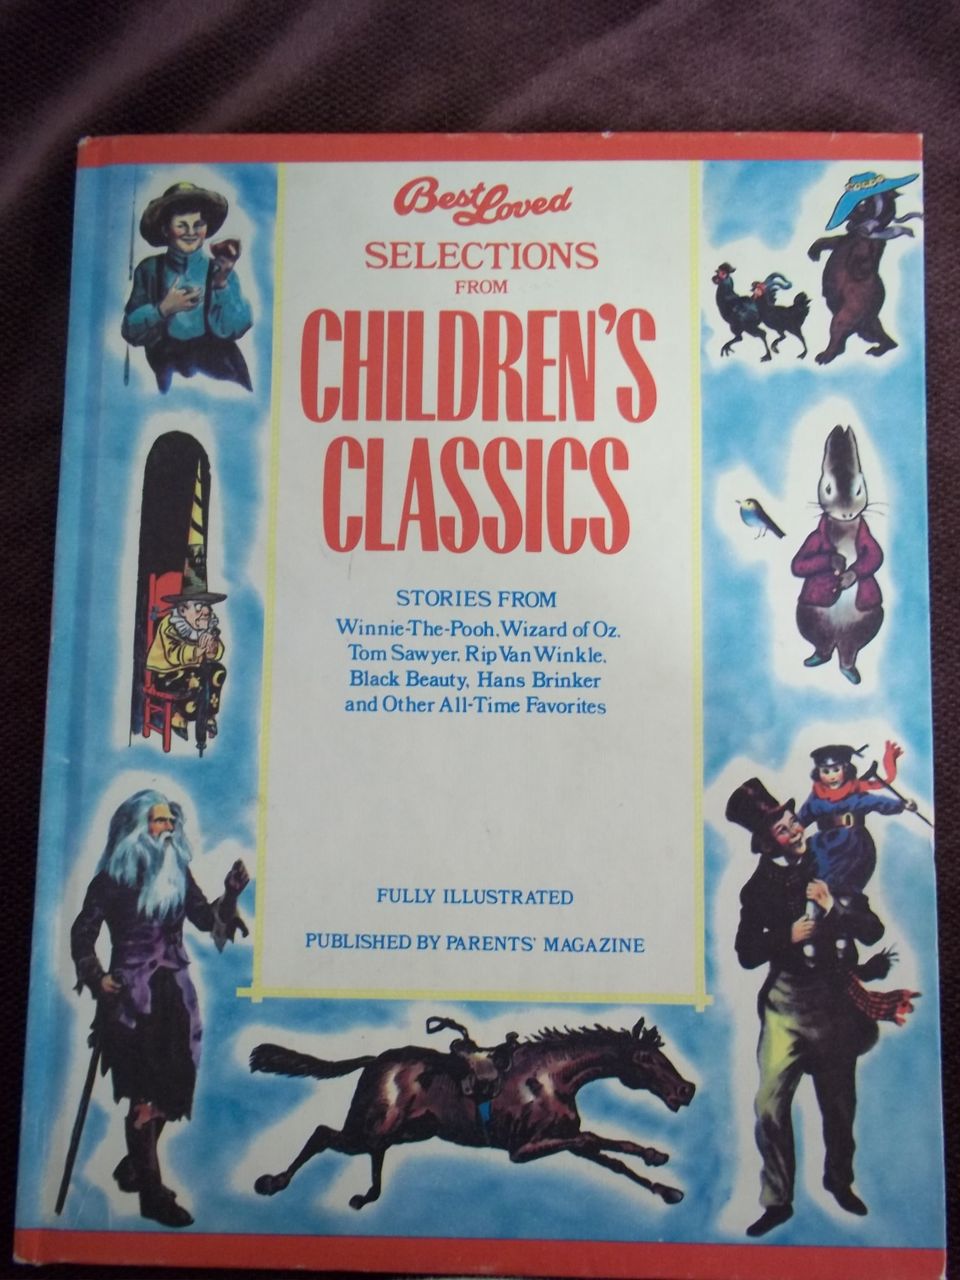 Best Loved
SELECTIONS
FROM
CHILDREN'S
CLASSICS
STORIES FROM
Winnie-The-Pooh, Wizard of Oz,
Tom Sawyer, Rip Van Winkle,
Black Beauty, Hans Brinker
and Other All-Time Favorites
FULLY ILLUSTRATED
PUBLISHED BY PARENTS' MAGAZINE